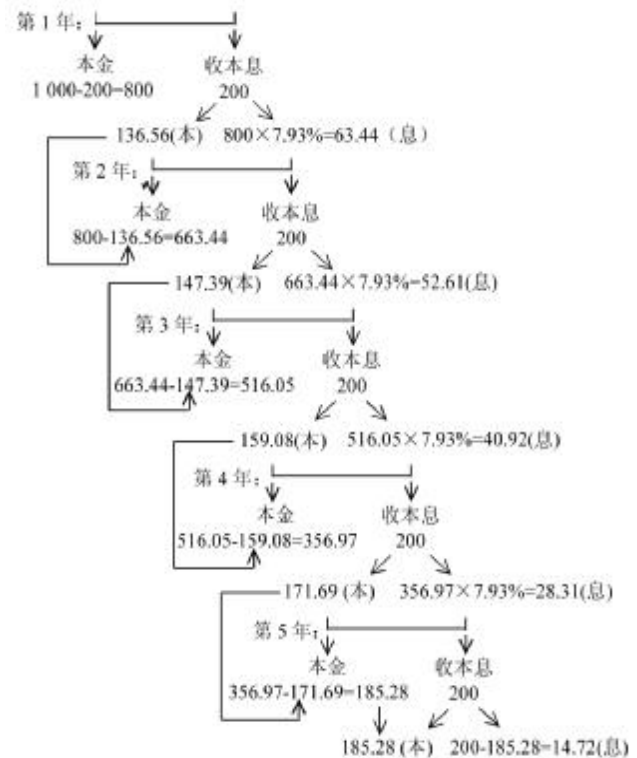 第 1 年：
本金 收本息
1 000-200=800 200
136.56(本) 800×7.93%=63.44（息）
第 2 年：
本金 收本息
800-136.56=663.44 200
147.39(本) 663.44×7.93%=52.61(息)
第 3 年：
本金 收本息
663.44-147.39=516.05 200
159.08(本) 516.05×7.93%=40.92(息)
第 4 年：
本金 收本息
516.05-159.08=356.97 200
171.69 (本) 356.97×7.93%=28.31(息)
第 5 年：
本金 收本息
356.97-171.69=185.28 200
185.28 (本) 200-185.28=14.72(息)